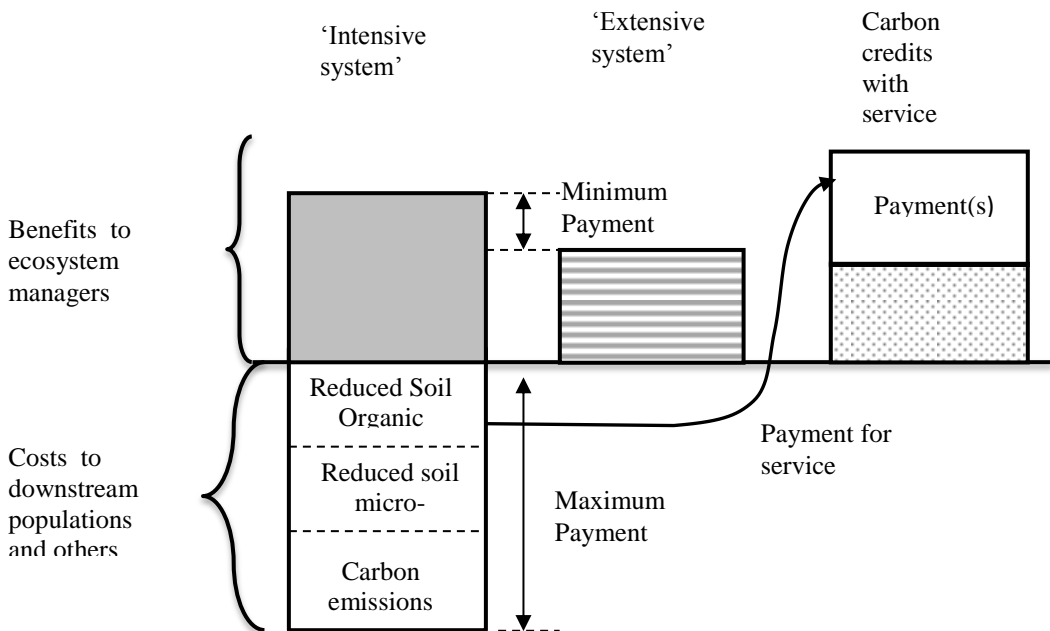 ‘Intensive
system’
‘Extensive
system’
Carbon
credits
with
service
Benefits to
ecosystem
managers
Minimum
Payment
Payment(s)
Costs to
downstream
populations
and others
Reduced Soil
Organic
Reduced soil
micro-
Carbon
emissions
Maximum
Payment
Payment for
service